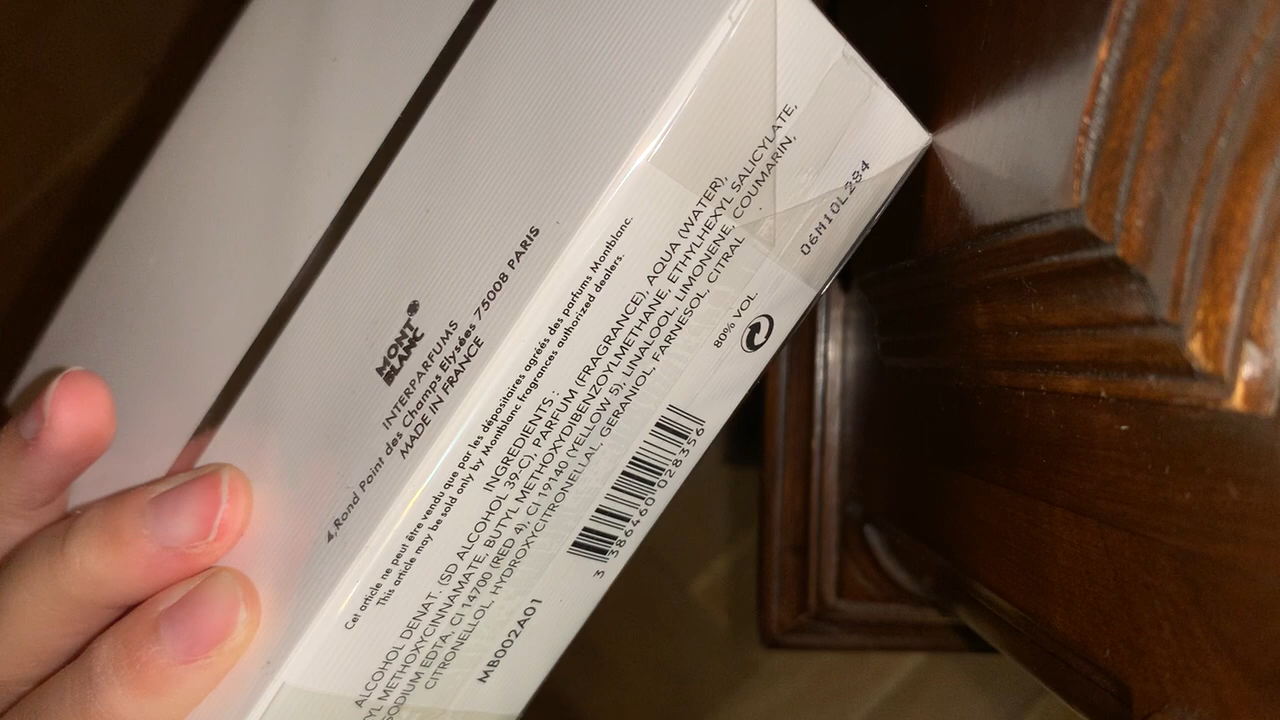 MONT®
BLANC
INTERPARFUMS
4, Rond Point des Champs Elysées 75008 PARIS
MADE IN FRANCE
Cet article ne peut être vendu que par les dépositaires agréés des parfums Montblanc.
This article may be sold only by Montblanc fragrances authorized dealers.
INGREDIENTS :
ALCOHOL DENAT. (SD ALCOHOL 39-C), PARFUM (FRAGRANCE), AQUA (WATER),
METHOXYCINNAMATE, BUTYL METHOXYDIBENZOYLMETHANE, ETHYLHEXYL SALICYLATE,
EDTA, CI 14700 (RED 4), CI 19140 (YELLOW 5), LINALOOL, LIMONENE, COUMARIN,
CITRONELLOL, HYDROXYCITRONELLAL, GERANIOL, FARNESOL, CITRAL
MB002A01
3 386460 028356
80% VOL.
06M10L284